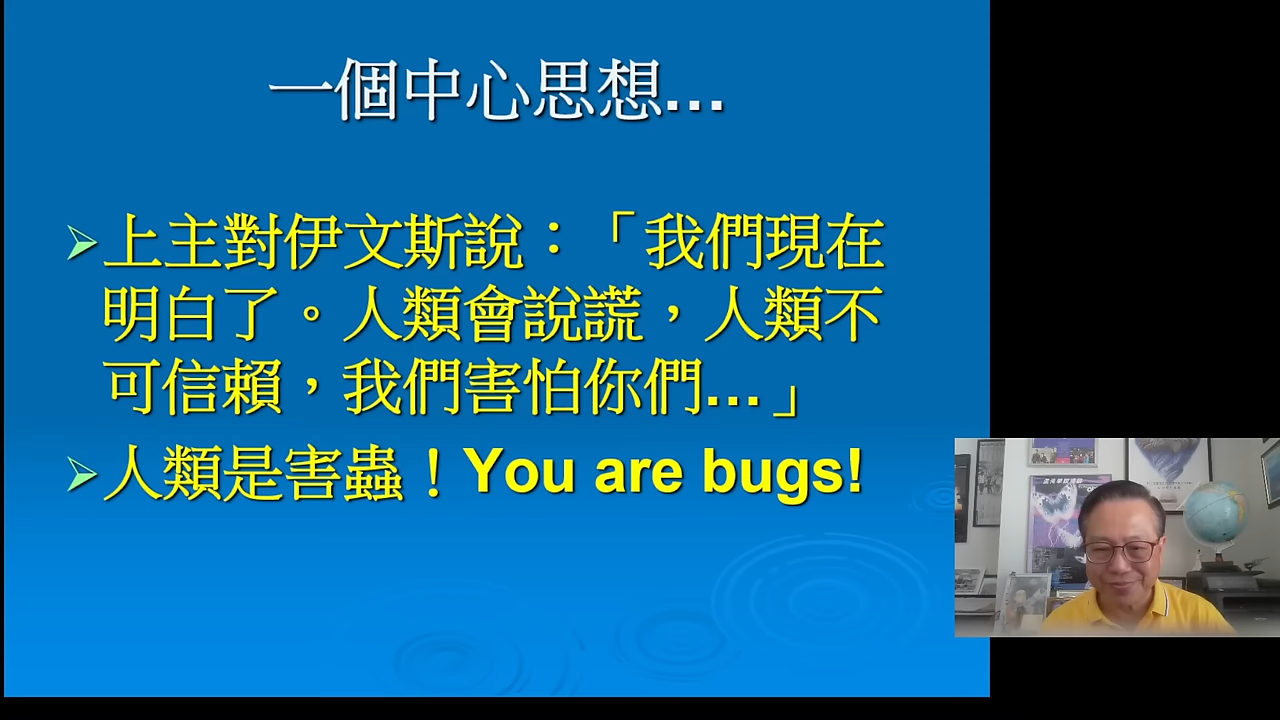 一個中心思想...
上主對伊文斯說：「我們現在
明白了。人類會說謊，人類不
可信賴，我們害怕你們...」
人類是害蟲！You are bugs!